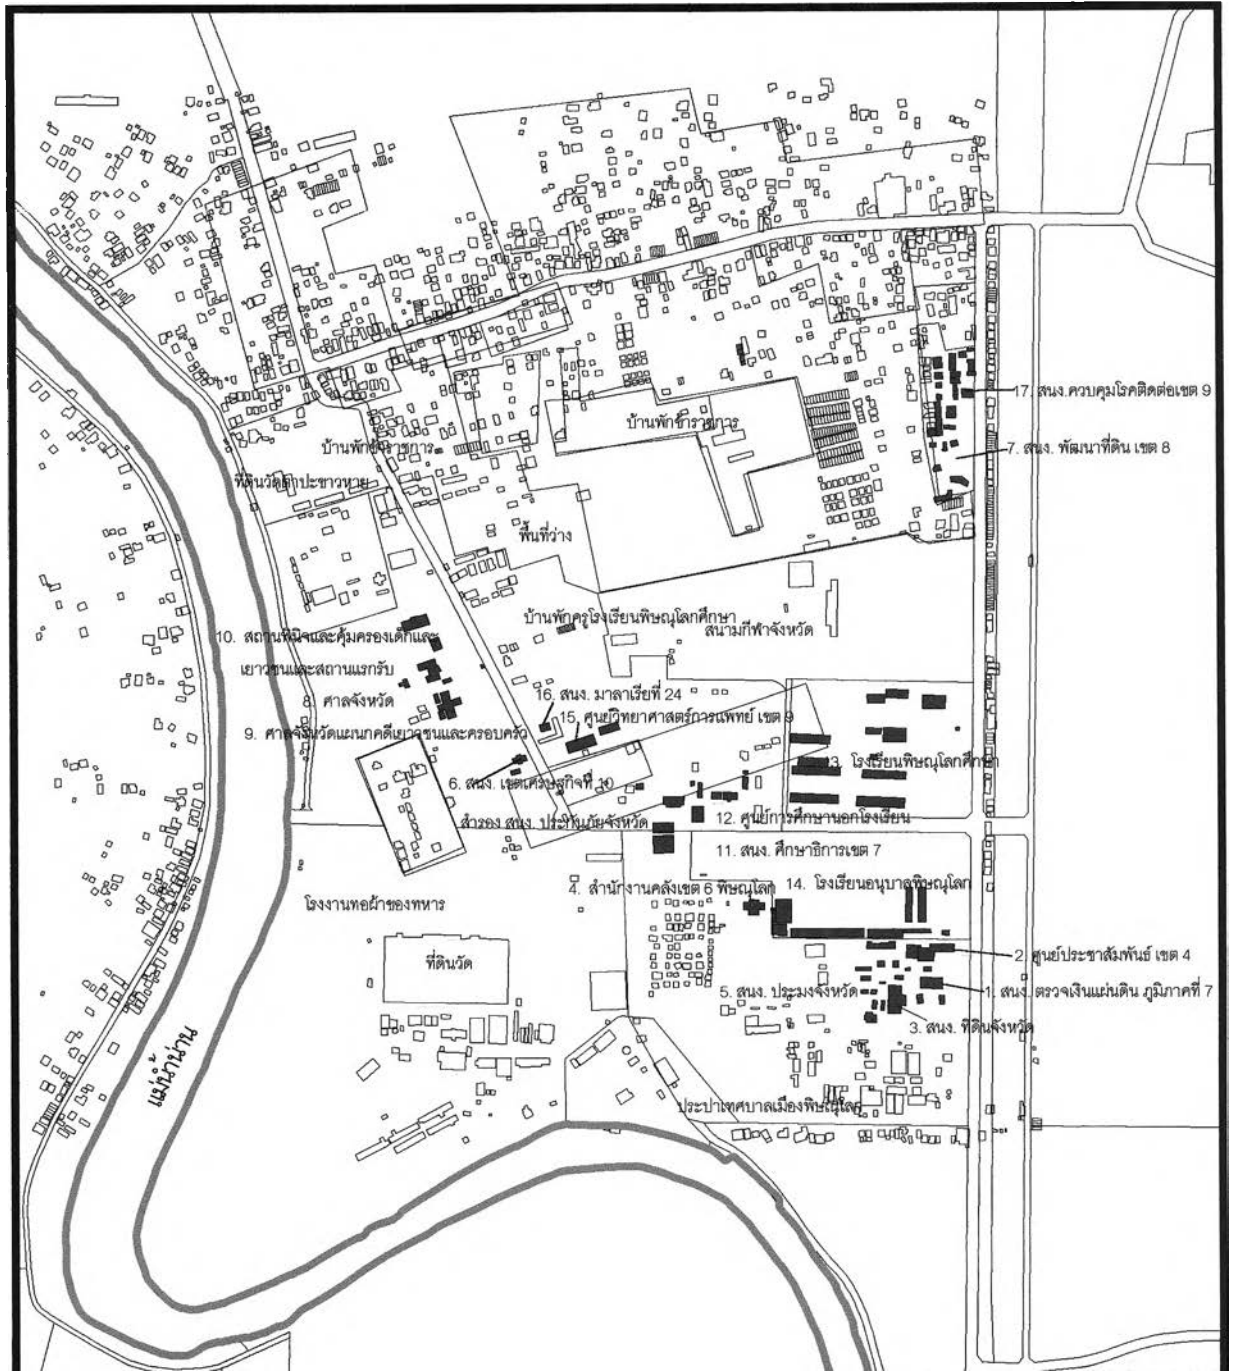 17. สนง.ควบคุมโรคติดต่อเขต 9
บ้านพักข้าราชการ
บ้านพักข้าราชการ
7. สนง. พัฒนาที่ดิน เขต 8
ที่ดินวัด
พื้นที่ว่าง
บ้านพักครูโรงเรียนพิษณุโลกศึกษา
สนามกีฬาจังหวัด
10. สถานพินิจและคุ้มครองเด็กและ
เยาวชนและสถานแรกรับ
8. ศาลจังหวัด
16. สนง. มาลาเรียที่ 24
15. ศูนย์วิทยาศาสตร์การแพทย์ เขต 9
9. ศาลจังหวัดแผนกคดีเยาวชนและครอบครัว
13. โรงเรียนพิษณุโลกศึกษา
6. สนง. เขตเศรษฐกิจที่ 10
สำรอง สนง. ประกันภัยจังหวัด
12. ศูนย์การศึกษานอกโรงเรียน
11. สนง. ศึกษาธิการเขต 7
4. สำนักงานคลังเขต 6 พิษณุโลก
14. โรงเรียนอนุบาลพิษณุโลก
โรงงานทอผ้าของทหาร
ที่ดินวัด
2. ศูนย์ประชาสัมพันธ์ เขต 4
5. สนง. ประมงจังหวัด
1. สนง. ตรวจเงินแผ่นดิน ภูมิภาคที่ 7
3. สนง. ที่ดินจังหวัด
แม่น้ำน่าน
ประปาเทศบาลเมืองพิษณุโลก